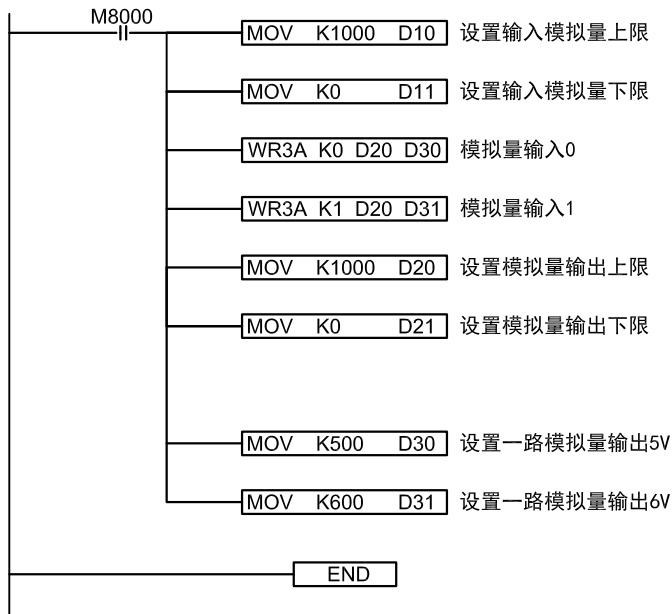 M8000
MOV K1000 D10 设置输入模拟量上限
MOV K0 D11 设置输入模拟量下限
WR3A K0 D20 D30 模拟量输入0
WR3A K1 D20 D31 模拟量输入1
MOV K1000 D20 设置模拟量输出上限
MOV K0 D21 设置模拟量输出下限
MOV K500 D30 设置一路模拟量输出5V
MOV K600 D31 设置一路模拟量输出6V
END